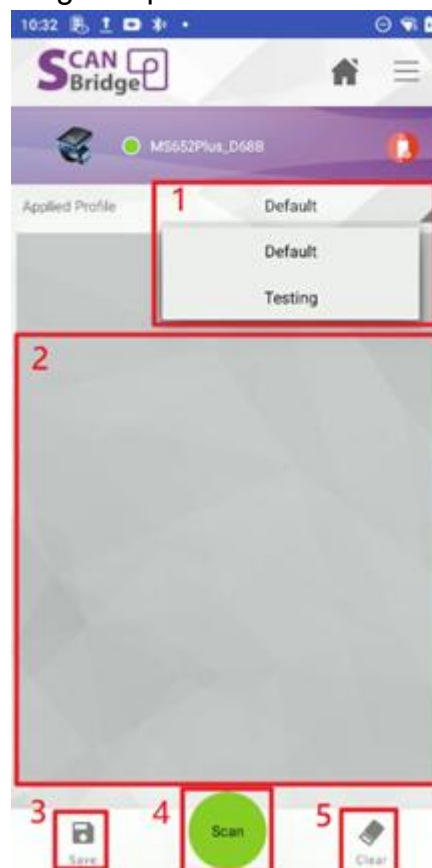 10:32
SCAN
Bridge
MS652Plus_D68B
Applied Profile
1
Default
Default
Testing
2
3
Save
4
Scan
5
Clear